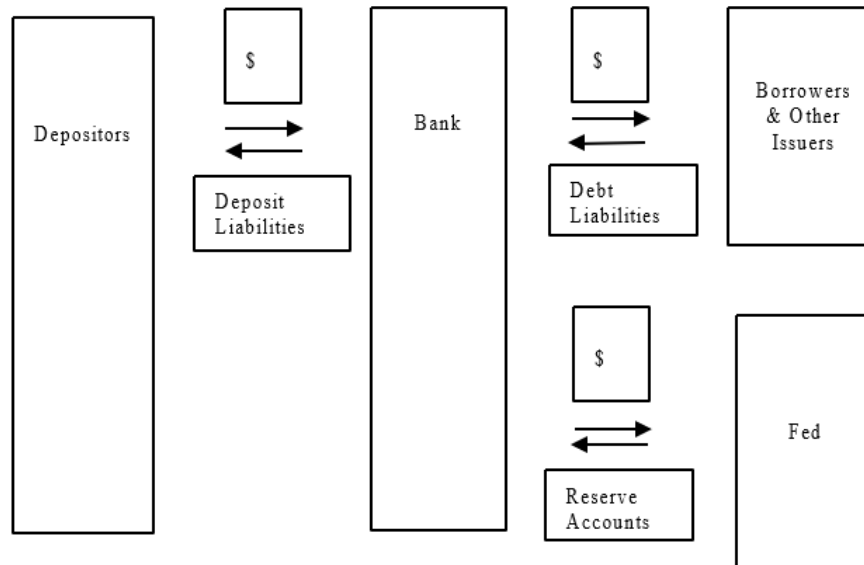 $
$
Depositors
Bank
Borrowers
& Other
Issuers
Deposit
Liabilities
Debt
Liabilities
$
Fed
Reserve
Accounts